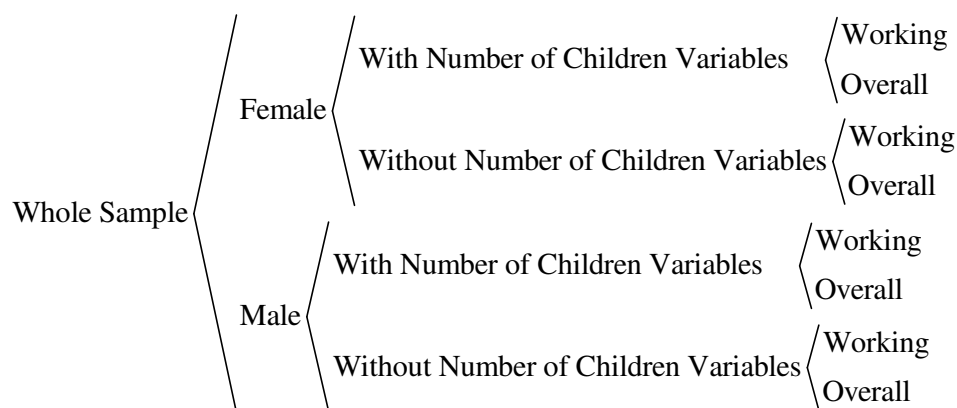 Whole Sample
Female
With Number of Children Variables
Working
Overall
Without Number of Children Variables
Working
Overall
Male
With Number of Children Variables
Working
Overall
Without Number of Children Variables
Working
Overall